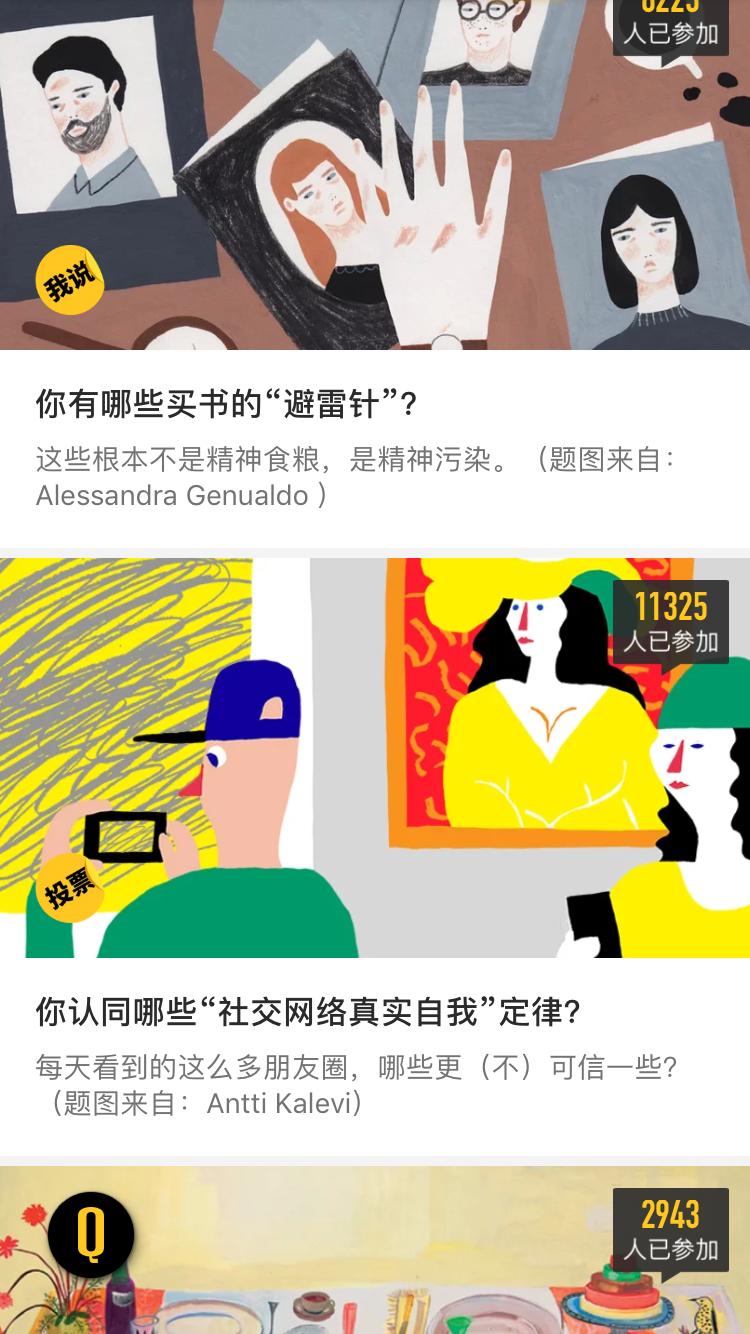 人已参加
我说
你有哪些买书的“避雷针”?
这些根本不是精神食粮，是精神污染。（题图来自：
Alessandra Genualdo ）
11325
人已参加
投票
你认同哪些“社交网络真实自我”定律?
每天看到的这么多朋友圈，哪些更（不）可信一些?
（题图来自：Antti Kalevi）
Q
2943
人已参加